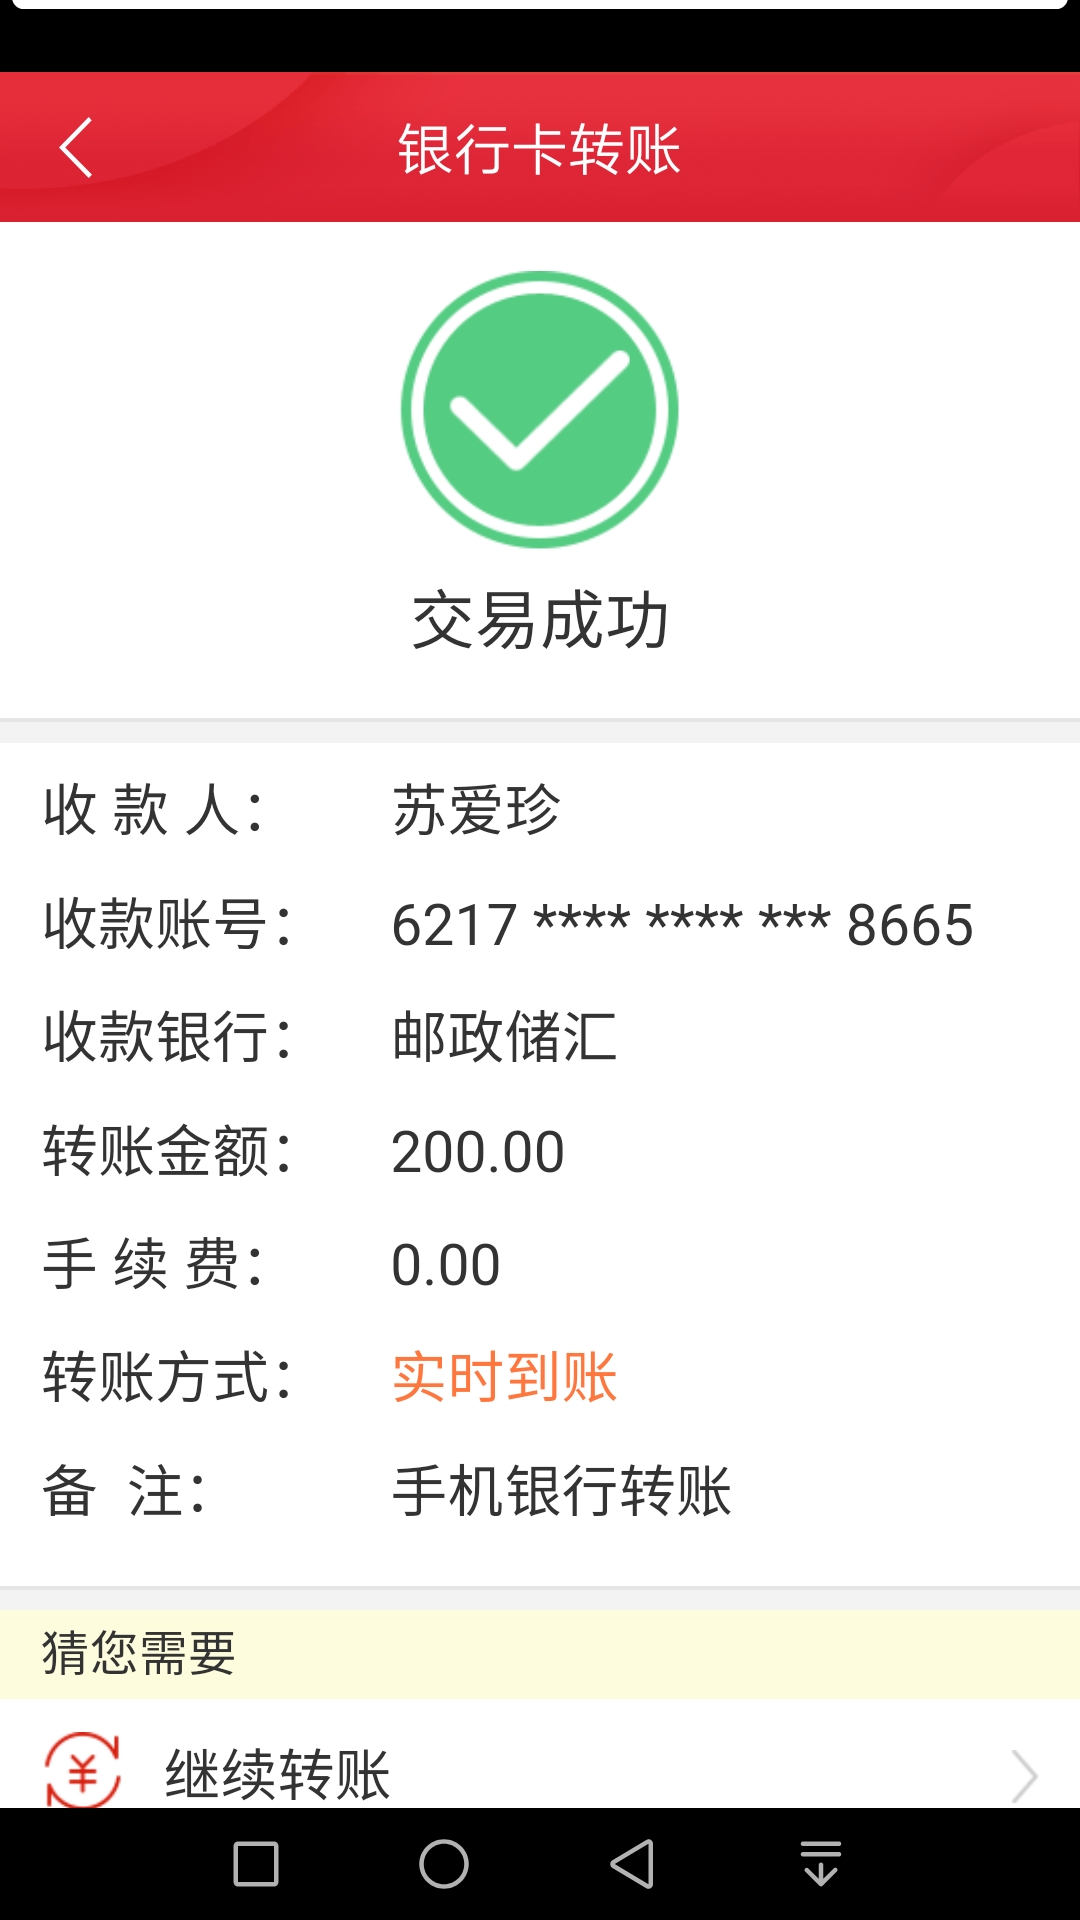 银行卡转账
交易成功
收 款 人： 苏爱珍
收款账号： 6217 **** **** *** 8665
收款银行： 邮政储汇
转账金额： 200.00
手 续 费： 0.00
转账方式： 实时到账
备 注： 手机银行转账
猜您需要
继续转账